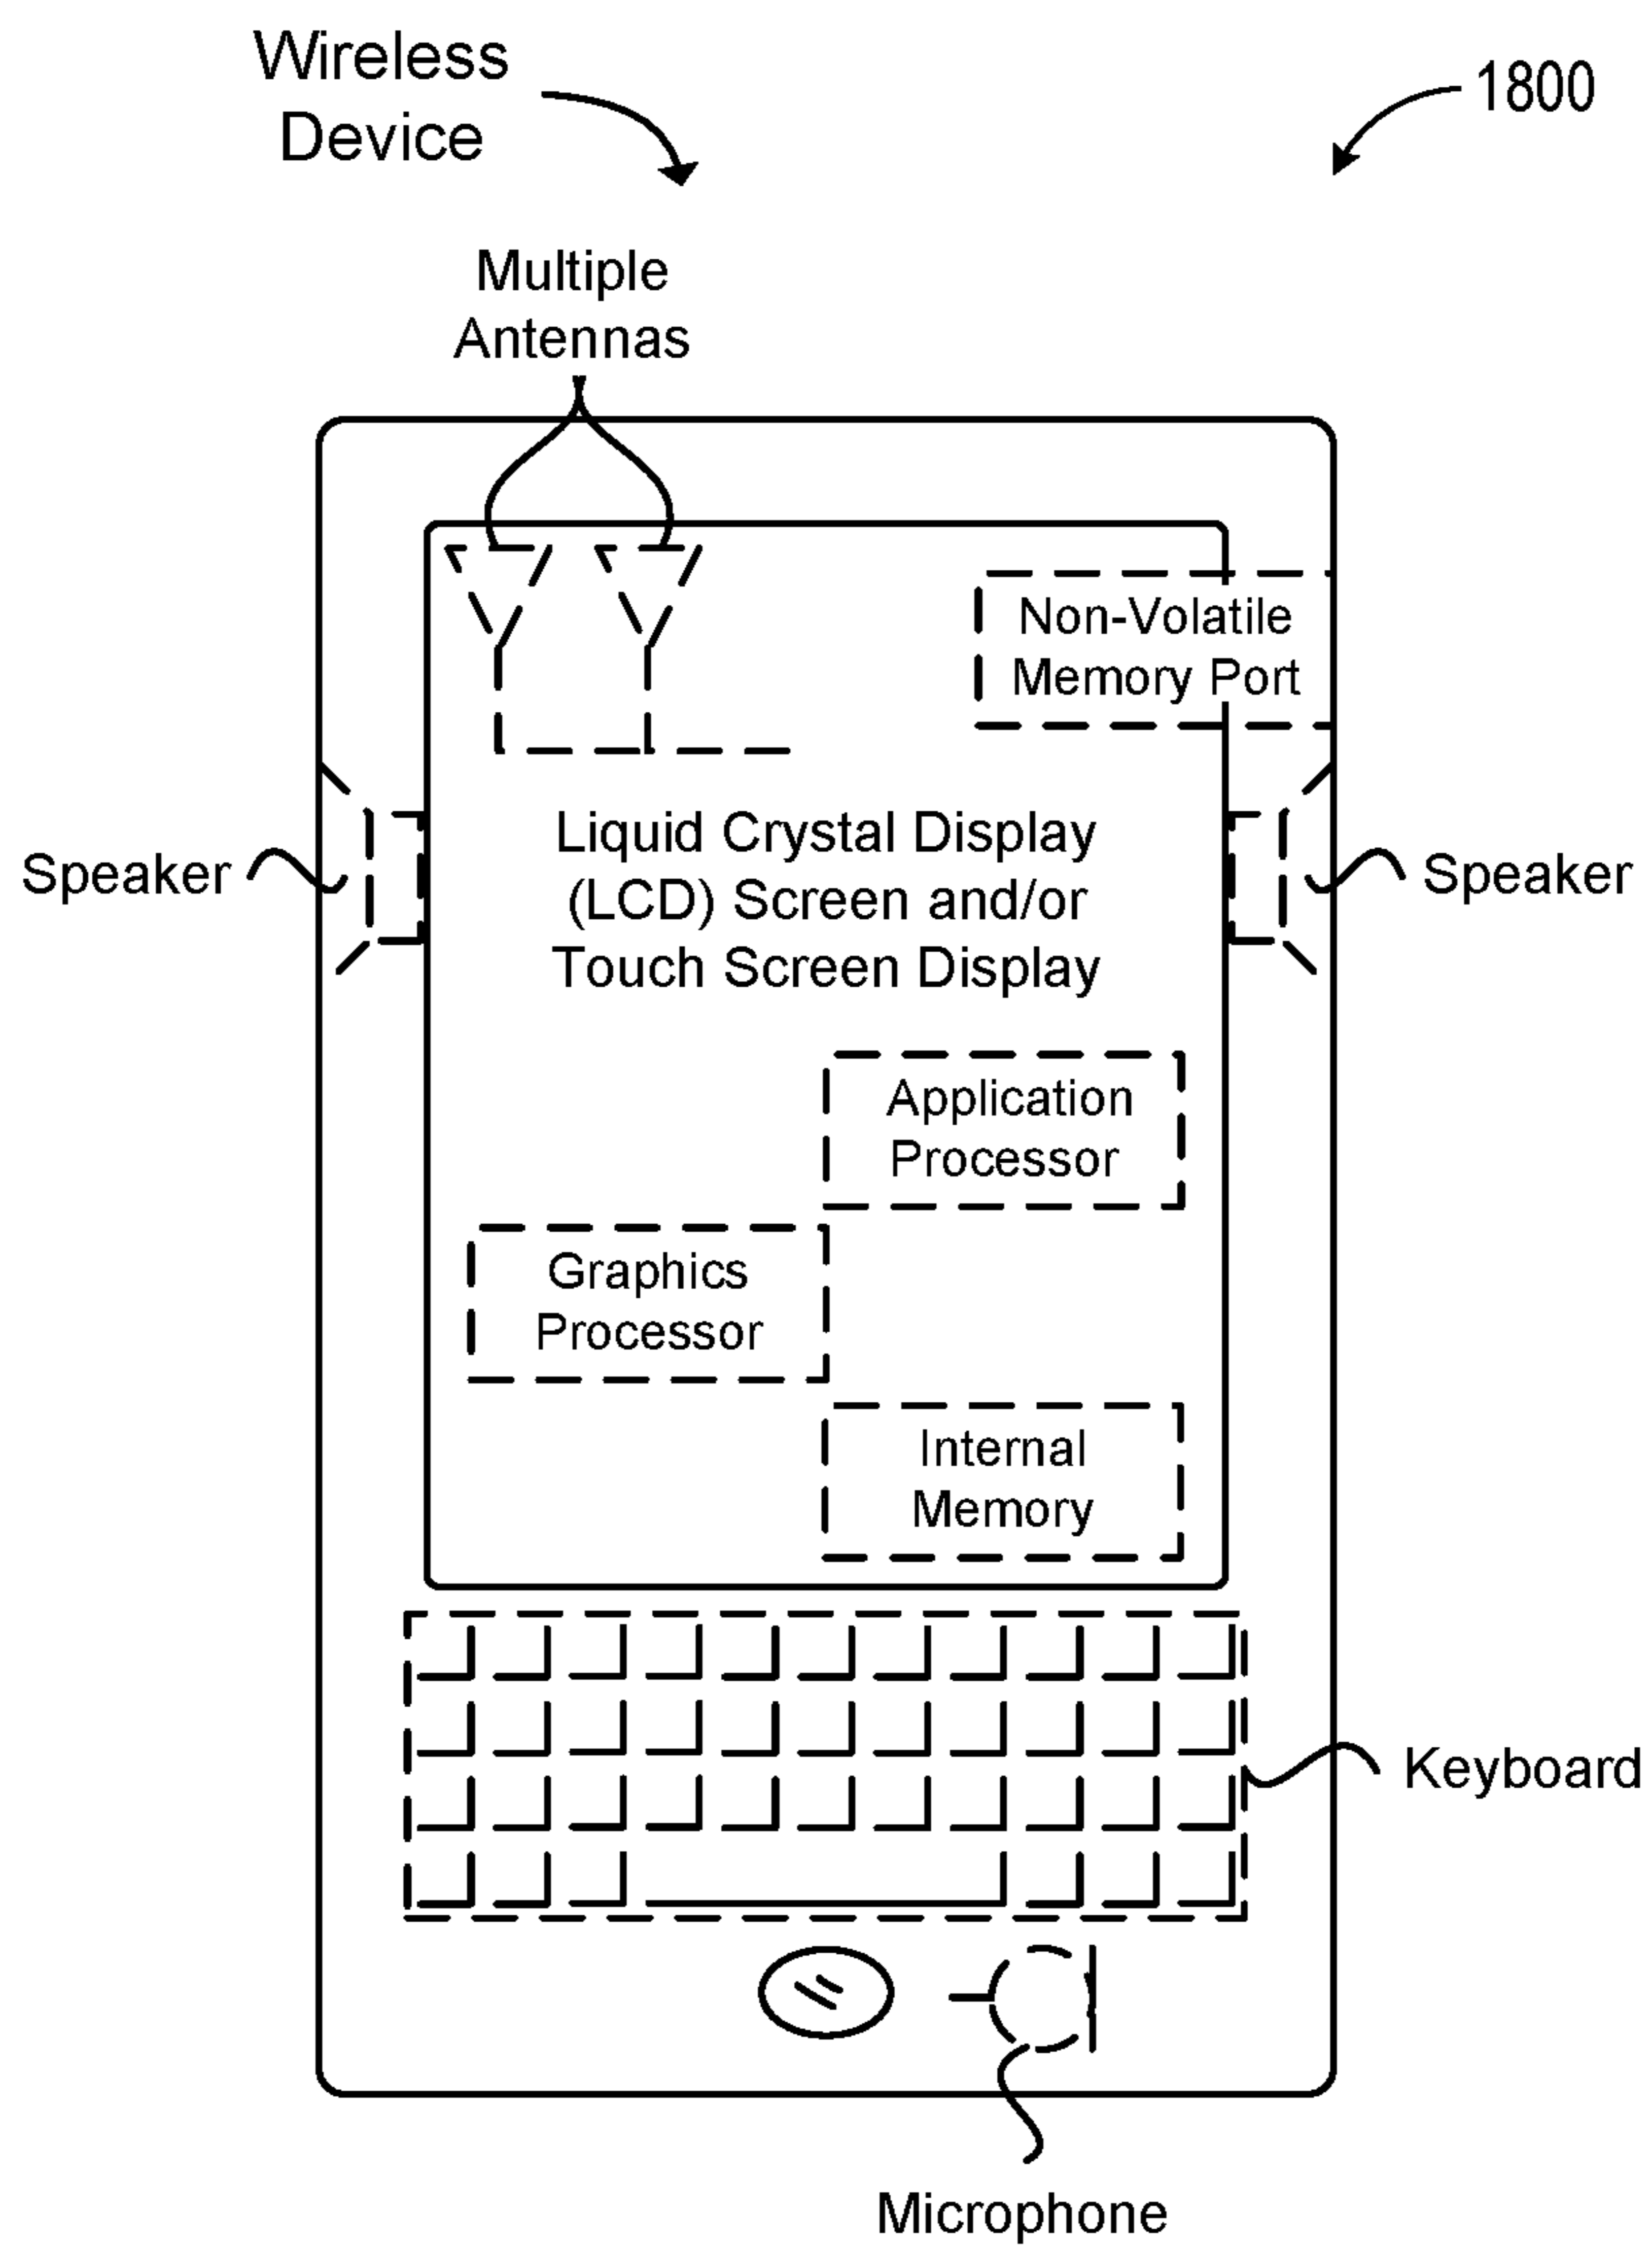 Wireless
Device
1800
Multiple
Antennas
Non-Volatile
Memory Port
Speaker
Liquid Crystal Display
(LCD) Screen and/or
Touch Screen Display
Speaker
Application
Processor
Graphics
Processor
Internal
Memory
Keyboard
Microphone